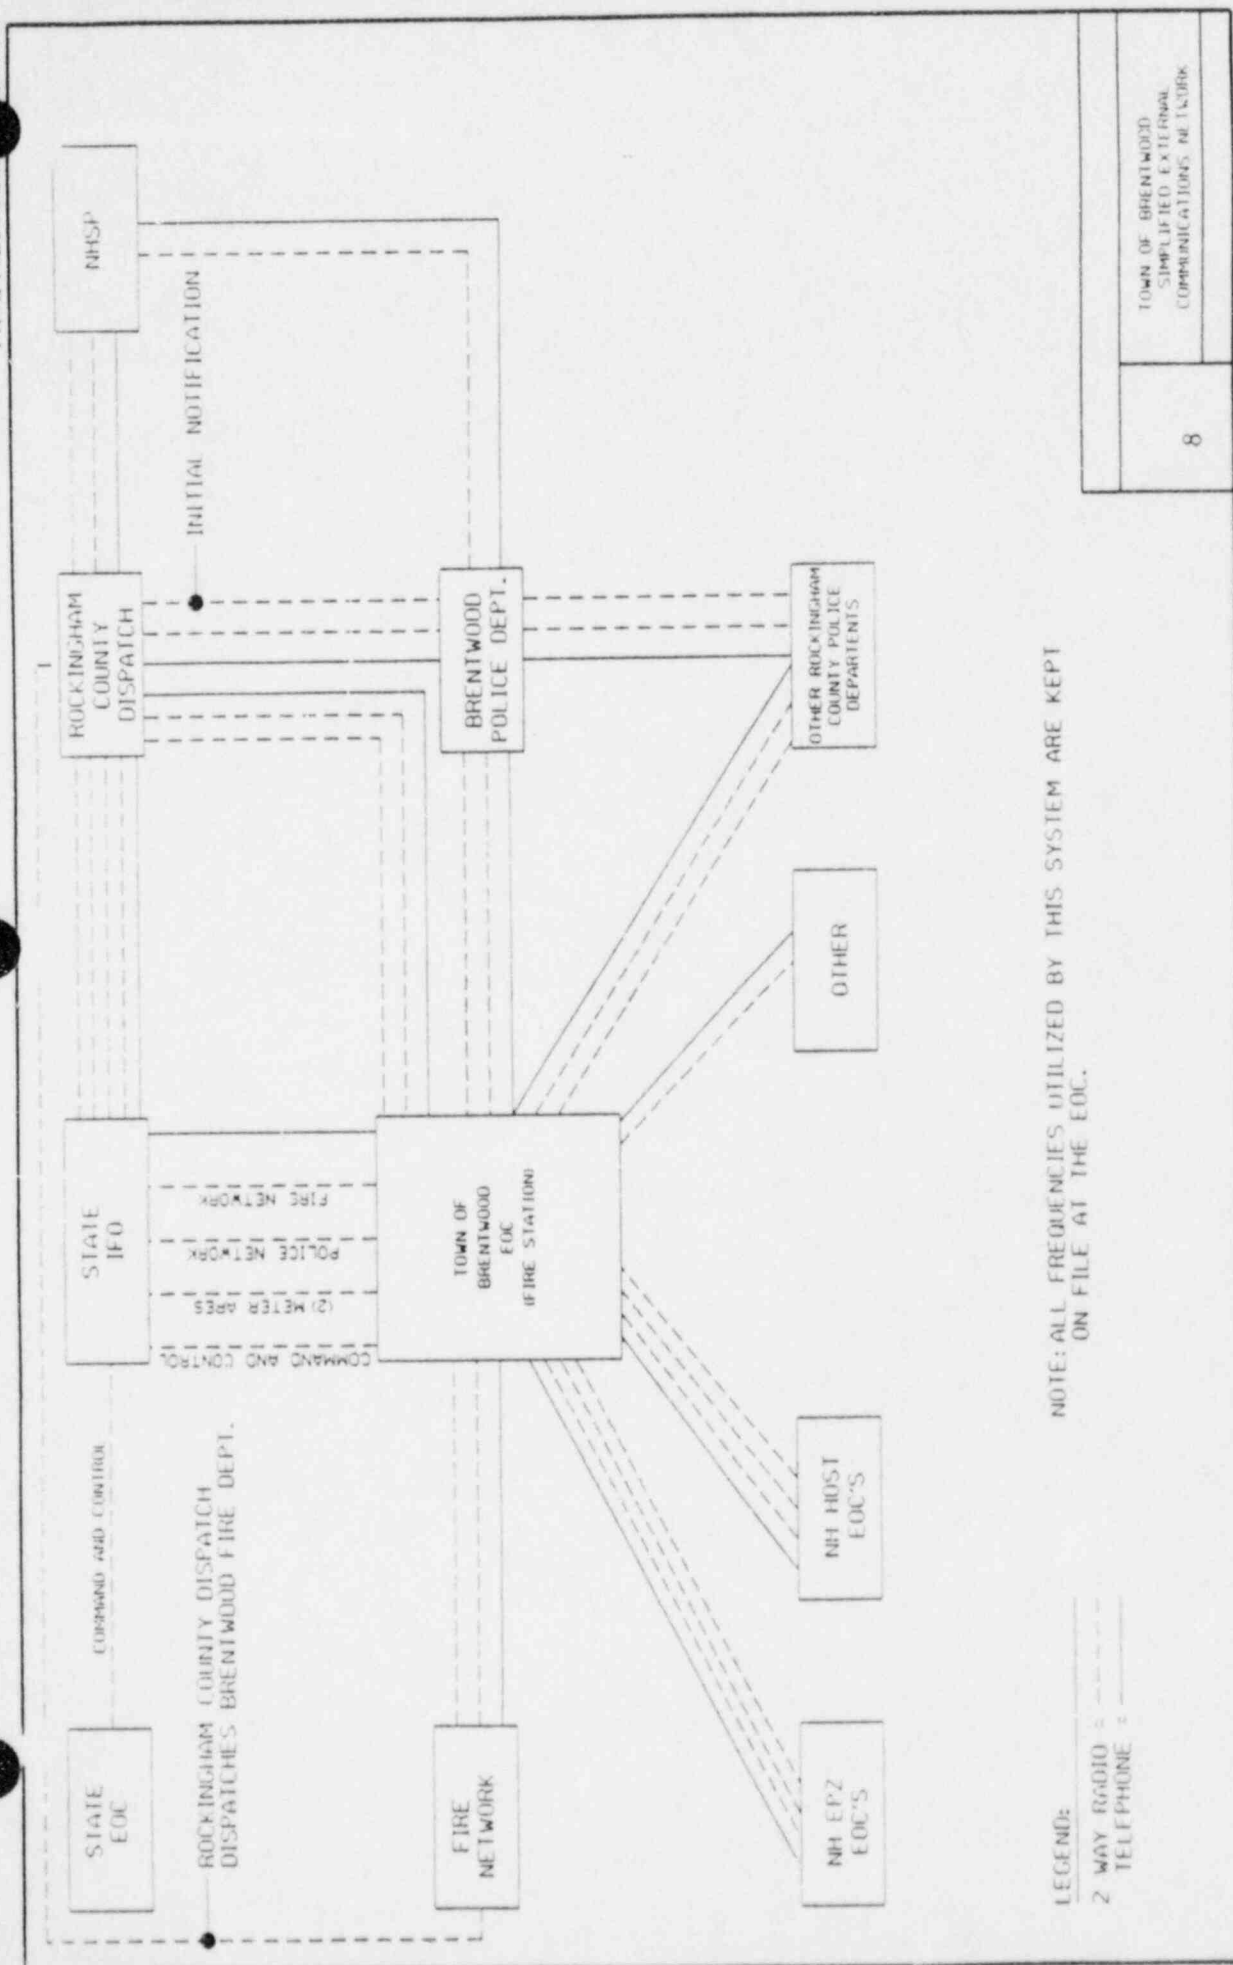 STATE
EOC
COMMAND AND CONTROL
STATE
IFO
ROCKINGHAM
COUNTY
DISPATCH
NHSP
1
ROCKINGHAM COUNTY DISPATCH
DISPATCHES BRENTWOOD FIRE DEPT.
COMMAND AND CONTROL
(2) METER ARES
POLICE NETWORK
FIRE NETWORK
INITIAL NOTIFICATION
FIRE
NETWORK
TOWN OF
BRENTWOOD
EOC
(FIRE STATION)
BRENTWOOD
POLICE DEPT.
NH EPZ
EOC'S
NH HOST
EOC'S
OTHER
OTHER ROCKINGHAM
COUNTY POLICE
DEPARTENTS
LEGEND:
2 WAY RADIO =
TELEPHONE =
NOTE: ALL FREQUENCIES UTILIZED BY THIS SYSTEM ARE KEPT
ON FILE AT THE EOC.
8
TOWN OF BRENTWOOD
SIMPLIFIED EXTERNAL
COMMUNICATIONS NETWORK